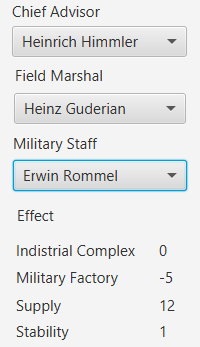 Chief Advisor
Heinrich Himmler
Field Marshal
Heinz Guderian
Military Staff
Erwin Rommel
Effect
Indistrial Complex 0
Military Factory -5
Supply 12
Stability 1